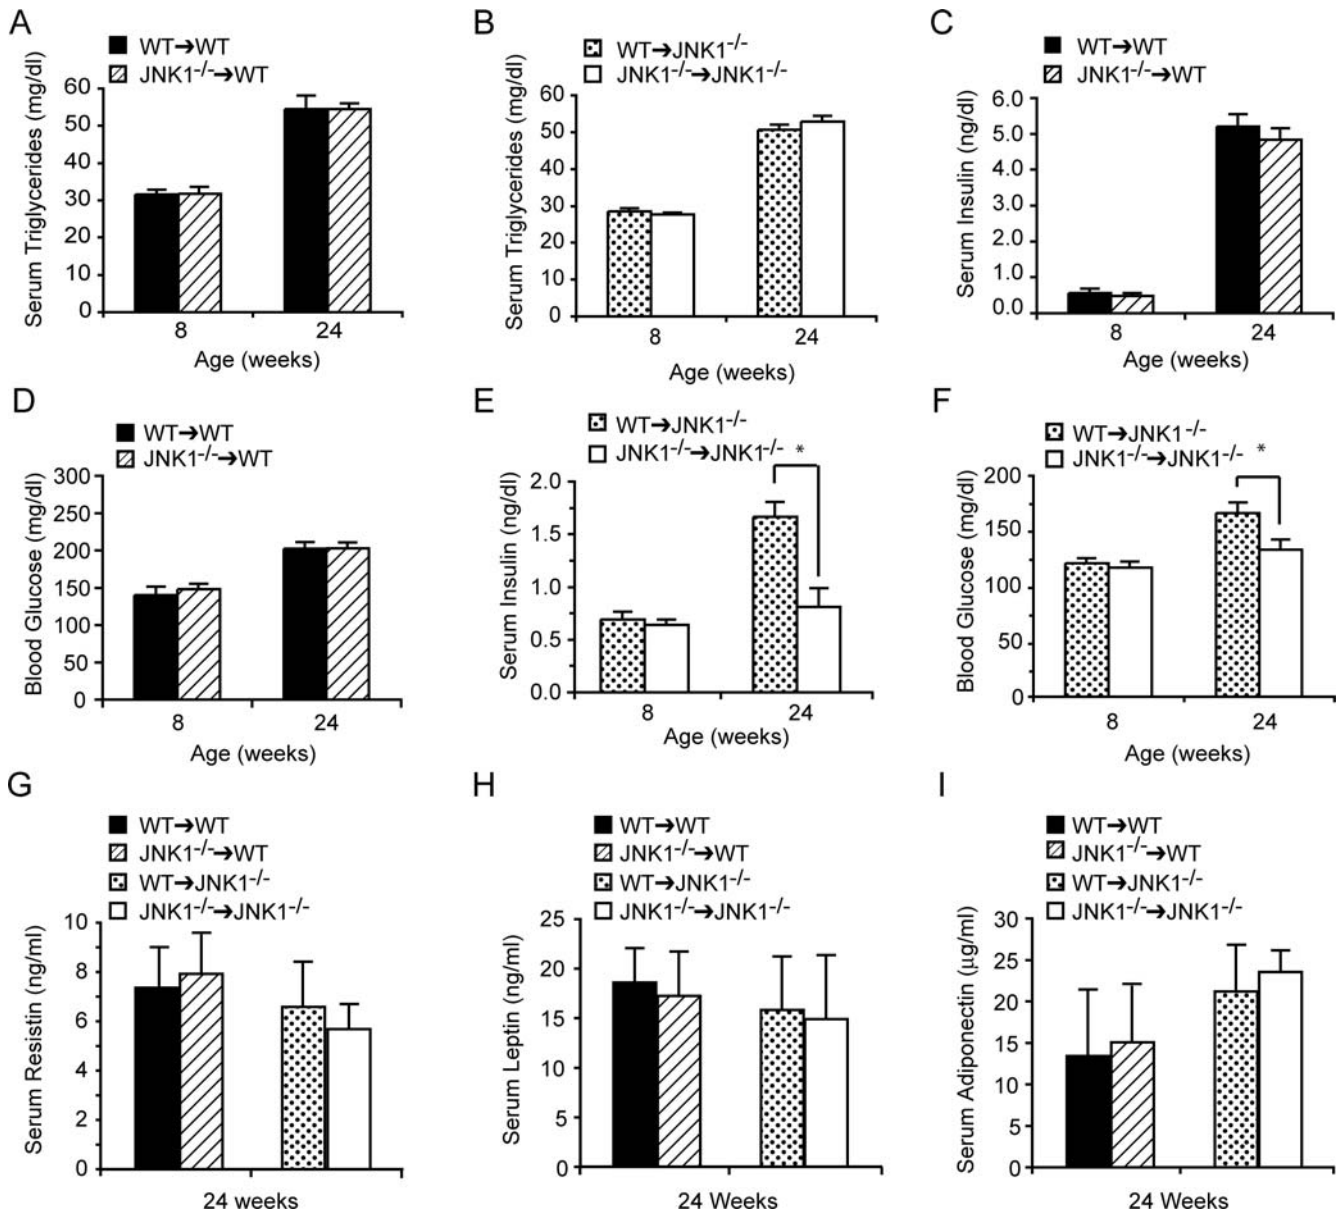 A
WT➔WT
JNK1-/-➔WT
Serum Triglycerides (mg/dl)
60
50
40
30
20
10
0
8
24
Age (weeks)
B
WT➔JNK1-/-
JNK1-/-➔JNK1-/-
Serum Triglycerides (mg/dl)
60
50
40
30
20
10
0
8
24
Age (weeks)
C
WT➔WT
JNK1-/-➔WT
Serum Insulin (ng/dl)
6.0
5.0
4.0
3.0
2.0
1.0
0.0
8
24
Age (weeks)
D
WT➔WT
JNK1-/-➔WT
Blood Glucose (mg/dl)
300
250
200
150
100
50
0
8
24
Age (weeks)
E
WT➔JNK1-/-
JNK1-/-➔JNK1-/-
*
Serum Insulin (ng/dl)
2.0
1.5
1.0
0.5
0.0
8
24
Age (weeks)
F
WT➔JNK1-/-
JNK1-/-➔JNK1-/-
*
Blood Glucose (mg/dl)
200
150
100
50
0
8
24
Age (weeks)
G
WT➔WT
JNK1-/-➔WT
WT➔JNK1-/-
JNK1-/-➔JNK1-/-
Serum Resistin (ng/ml)
10
8
6
4
2
0
24 weeks
H
WT➔WT
JNK1-/-➔WT
WT➔JNK1-/-
JNK1-/-➔JNK1-/-
Serum Leptin (ng/ml)
25
20
15
10
5
0
24 Weeks
I
WT➔WT
JNK1-/-➔WT
WT➔JNK1-/-
JNK1-/-➔JNK1-/-
Serum Adiponectin (µg/ml)
30
25
20
15
10
5
0
24 Weeks